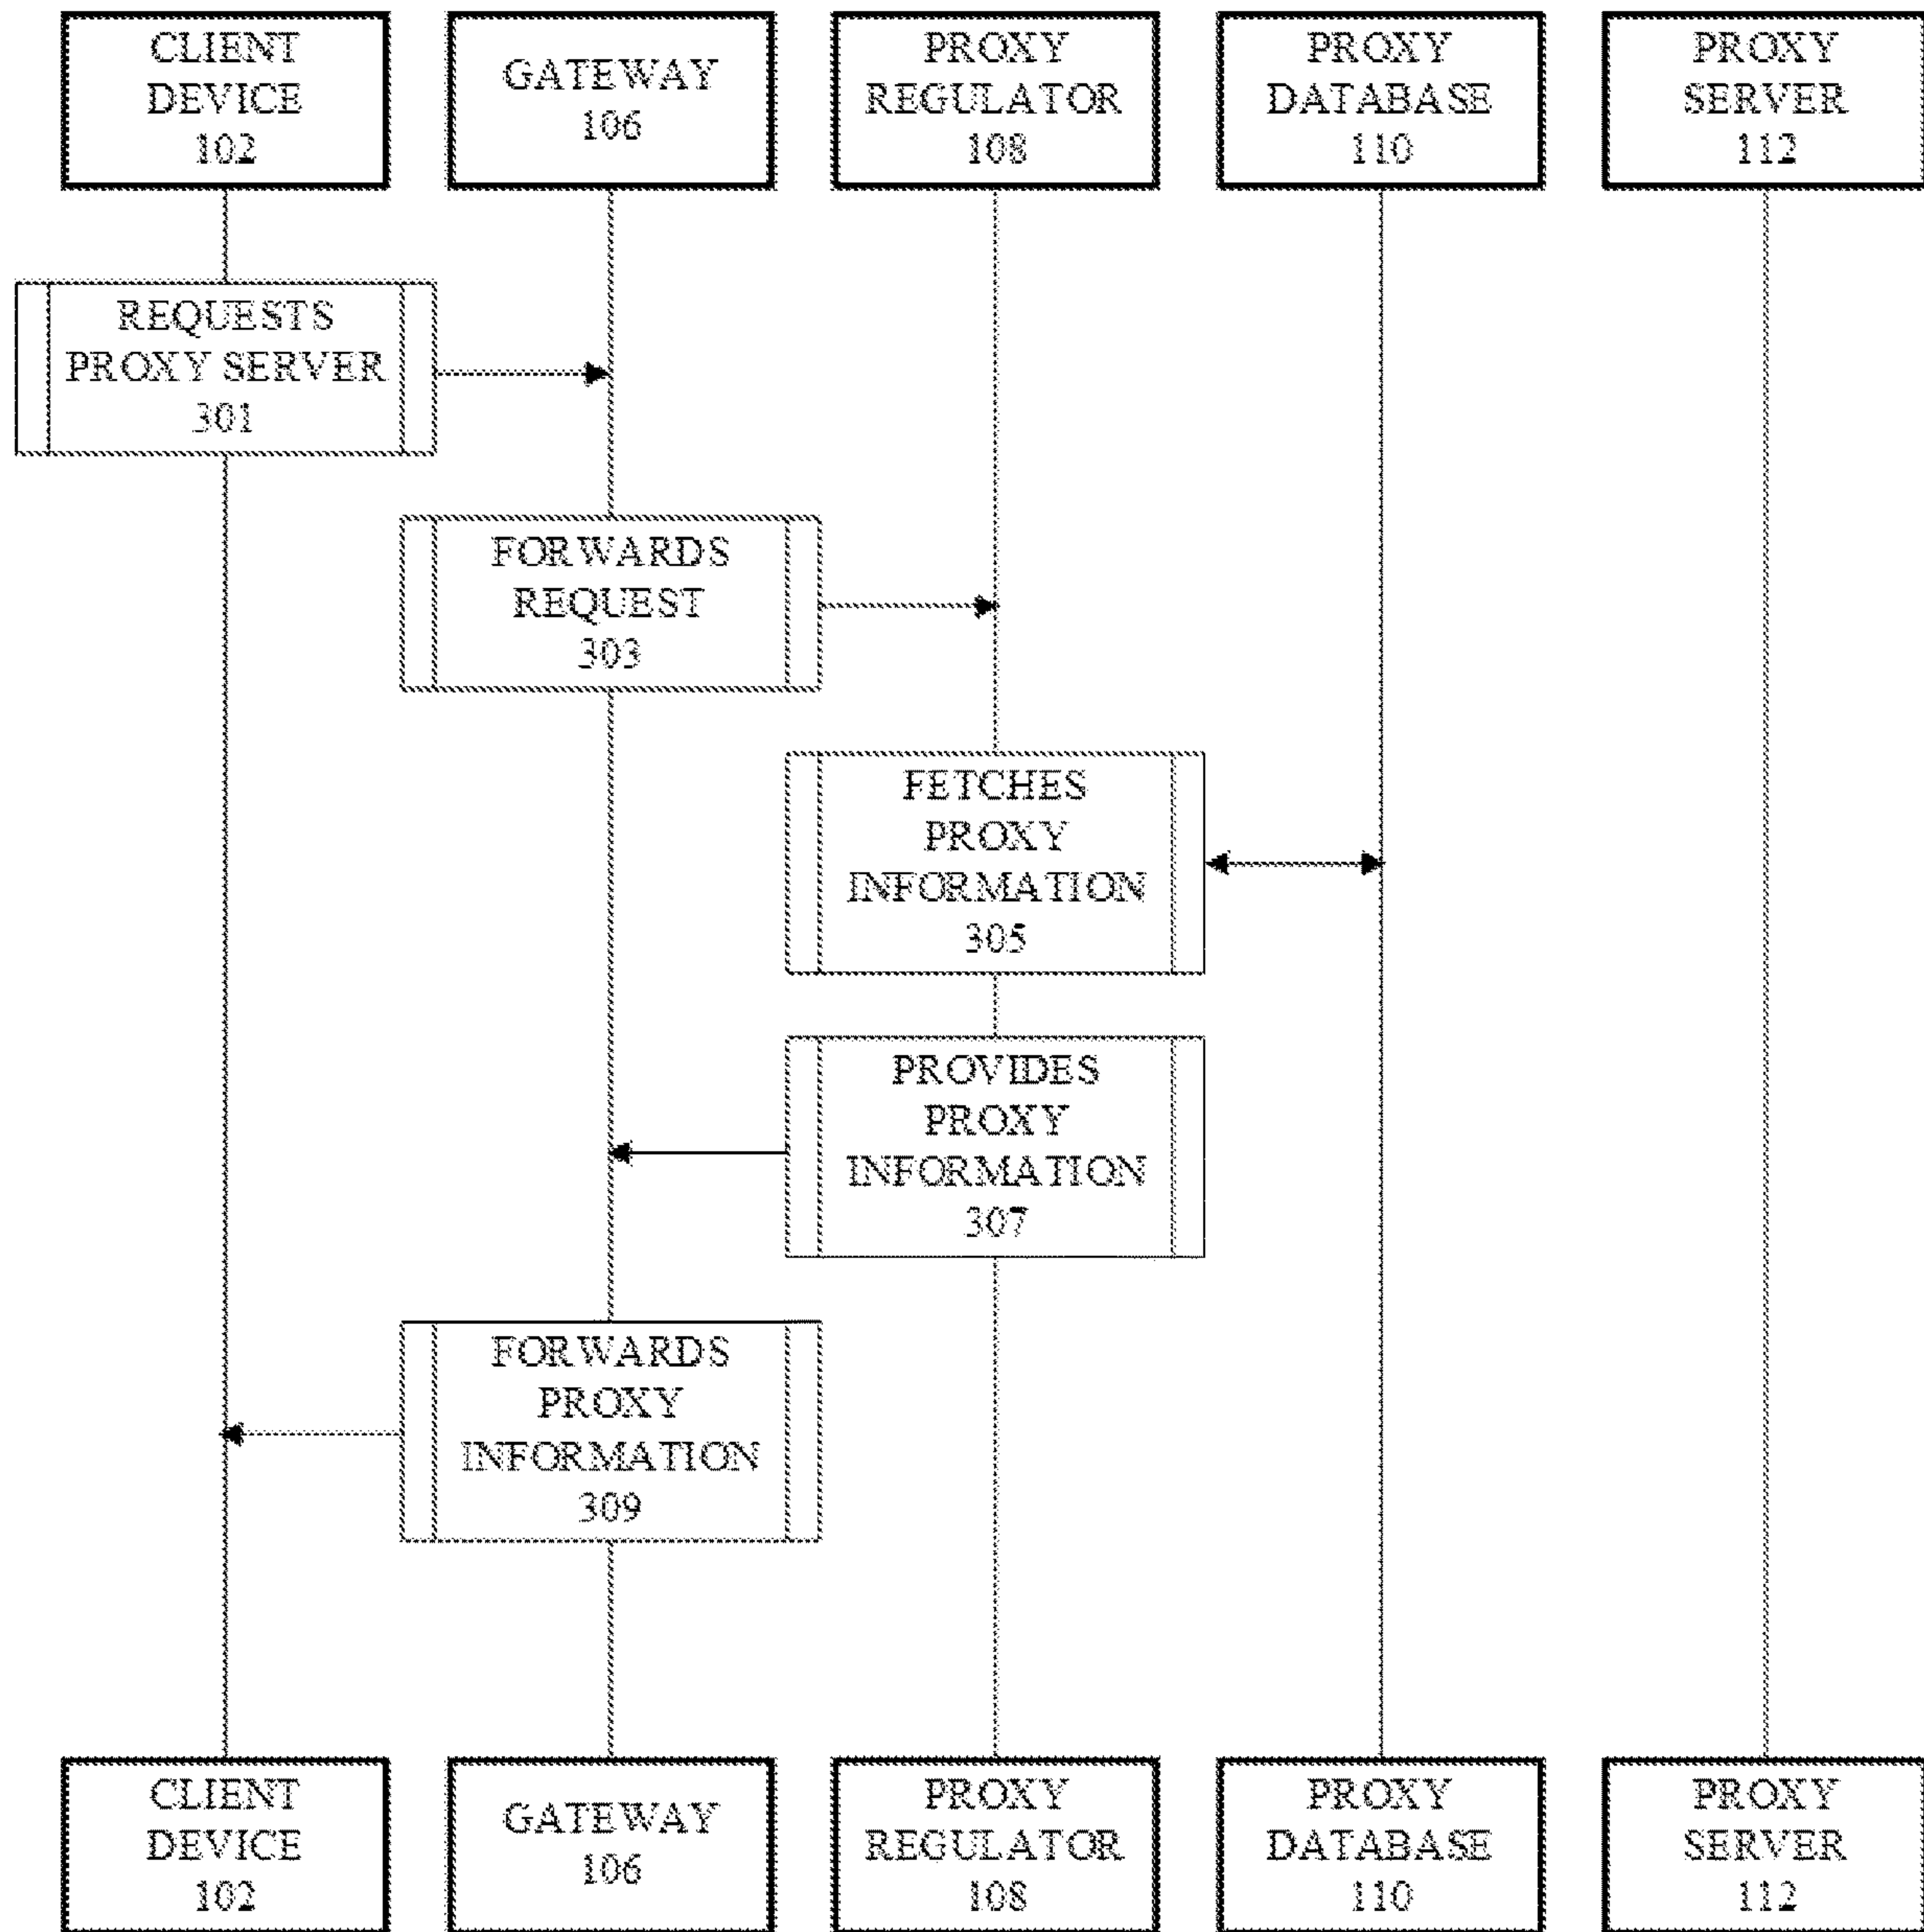 CLIENT
DEVICE
102
GATEWAY
106
PROXY
REGULATOR
108
PROXY
DATABASE
110
PROXY
SERVER
112
REQUESTS
PROXY SERVER
301
FORWARDS
REQUEST
303
FETCHES
PROXY
INFORMATION
305
PROVIDES
PROXY
INFORMATION
307
FORWARDS
PROXY
INFORMATION
309
CLIENT
DEVICE
102
GATEWAY
106
PROXY
REGULATOR
108
PROXY
DATABASE
110
PROXY
SERVER
112